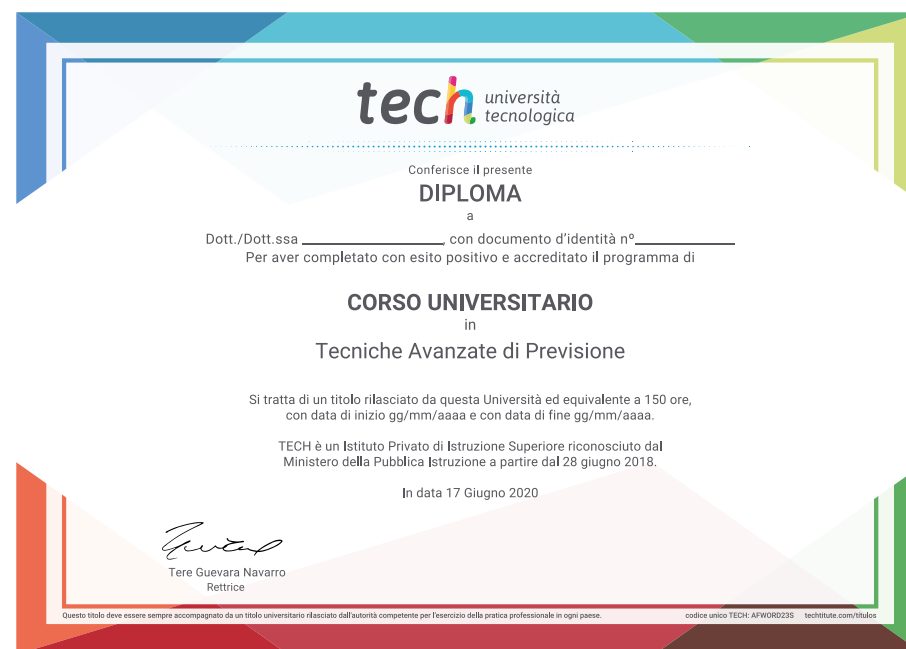 tech università
tecnologica
Conferisce il presente
DIPLOMA
a
Dott./Dott.ssa ____________________, con documento d'identità nº______________
Per aver completato con esito positivo e accreditato il programma di
CORSO UNIVERSITARIO
in
Tecniche Avanzate di Previsione
Si tratta di un titolo rilasciato da questa Università ed equivalente a 150 ore,
con data di inizio gg/mm/aaaa e con data di fine gg/mm/aaaa.
TECH è un Istituto Privato di Istruzione Superiore riconosciuto dal
Ministero della Pubblica Istruzione a partire dal 28 giugno 2018.
In data 17 Giugno 2020
Tere Guevara Navarro
Rettrice
Questo titolo deve essere sempre accompagnato da un titolo universitario rilasciato dall'autorità competente per l'esercizio della pratica professionale in ogni paese. codice unico TECH: AFWORD23S techtitute.com/titulos